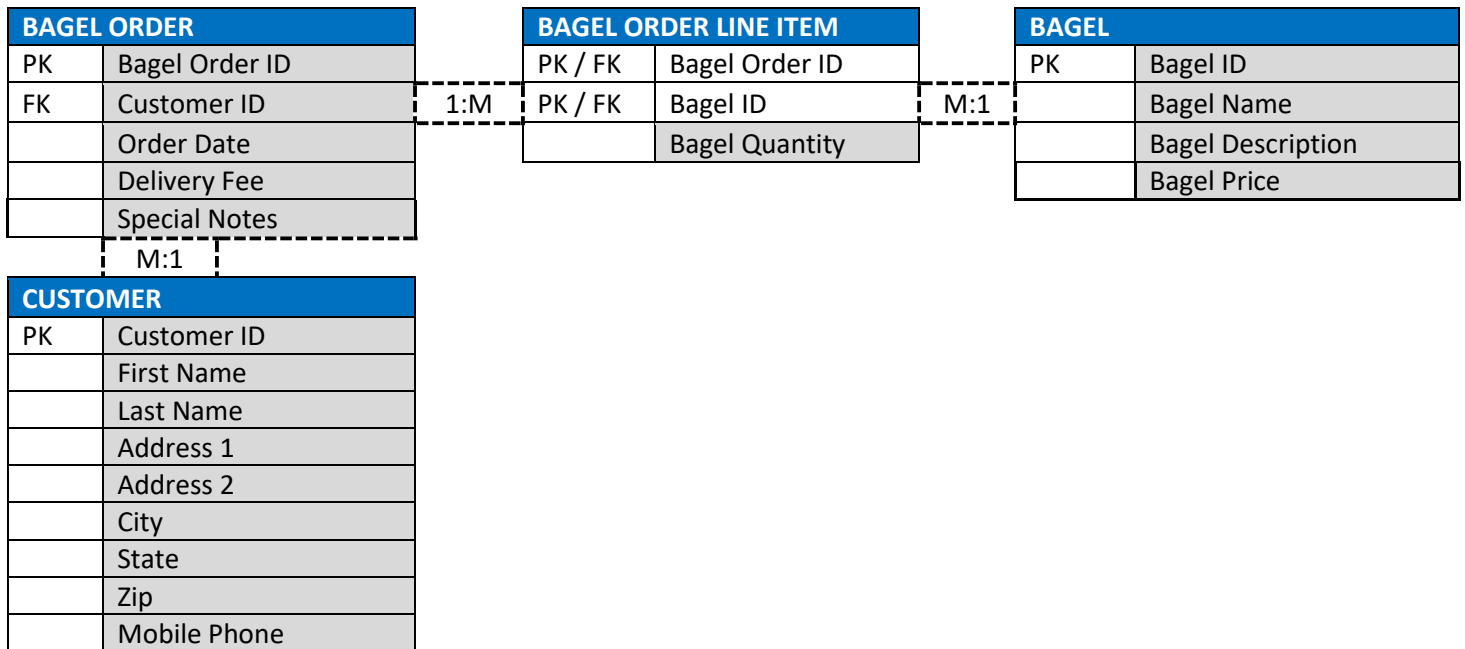 BAGEL ORDER
PK Bagel Order ID
FK Customer ID
Order Date
Delivery Fee
Special Notes
1:M
BAGEL ORDER LINE ITEM
PK / FK Bagel Order ID
PK / FK Bagel ID
Bagel Quantity
M:1
BAGEL
PK Bagel ID
Bagel Name
Bagel Description
Bagel Price
M:1
CUSTOMER
PK Customer ID
First Name
Last Name
Address 1
Address 2
City
State
Zip
Mobile Phone